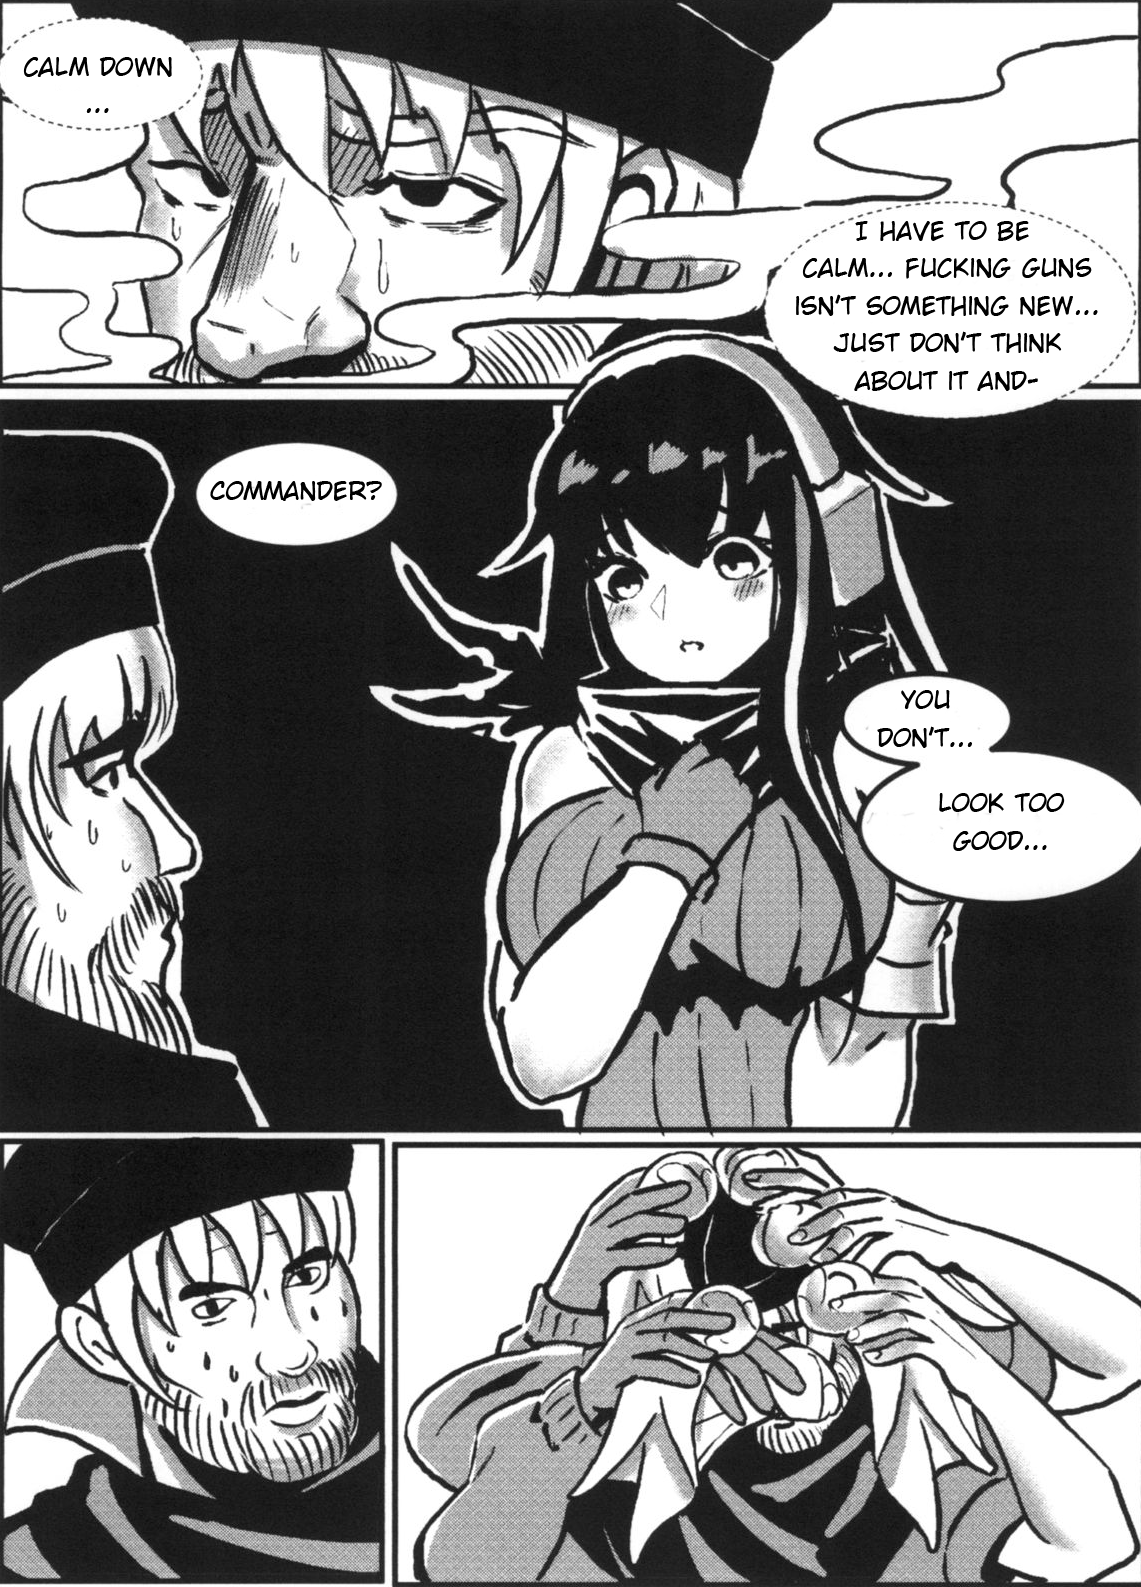 CALM DOWN
...
I HAVE TO BE
CALM... FUCKING GUNS
ISN'T SOMETHING NEW...
JUST DON'T THINK
ABOUT IT AND-
COMMANDER?
YOU
DON'T...
LOOK TOO
GOOD...